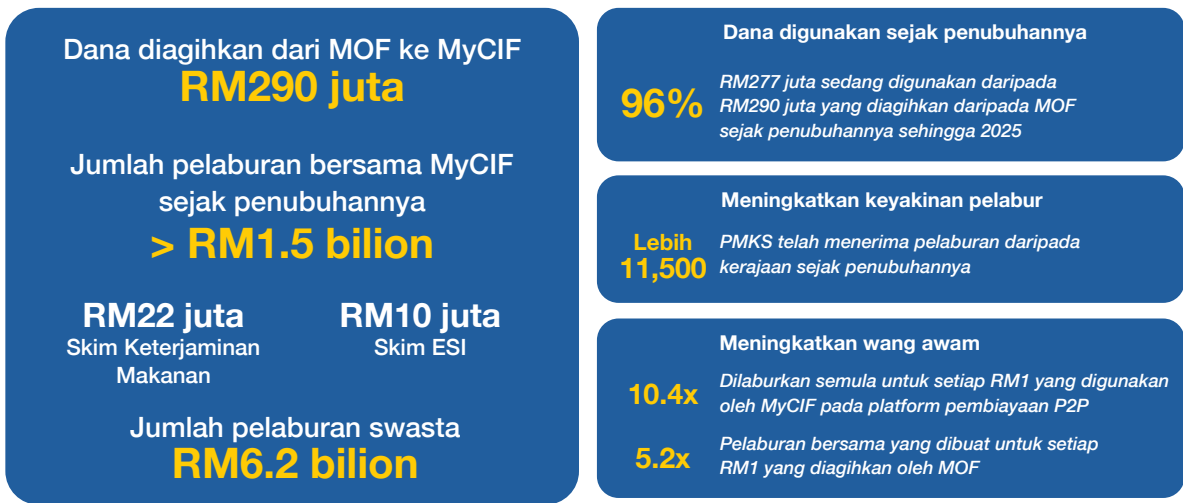 Dana diagihkan dari MOF ke MyCIF
RM290 juta
Jumlah pelaburan bersama MyCIF
sejak penubuhannya
> RM1.5 bilion
RM22 juta
Skim Keterjaminan
Makanan
RM10 juta
Skim ESI
Jumlah pelaburan swasta
RM6.2 bilion
Dana digunakan sejak penubuhannya
96%
RM277 juta sedang digunakan daripada
RM290 juta yang diagihkan daripada MOF
sejak penubuhannya sehingga 2025
Meningkatkan keyakinan pelabur
Lebih
11,500
PMKS telah menerima pelaburan daripada
kerajaan sejak penubuhannya
Meningkatkan wang awam
10.4x
Dilaburkan semula untuk setiap RM1 yang digunakan
oleh MyCIF pada platform pembiayaan P2P
5.2x
Pelaburan bersama yang dibuat untuk setiap
RM1 yang diagihkan oleh MOF